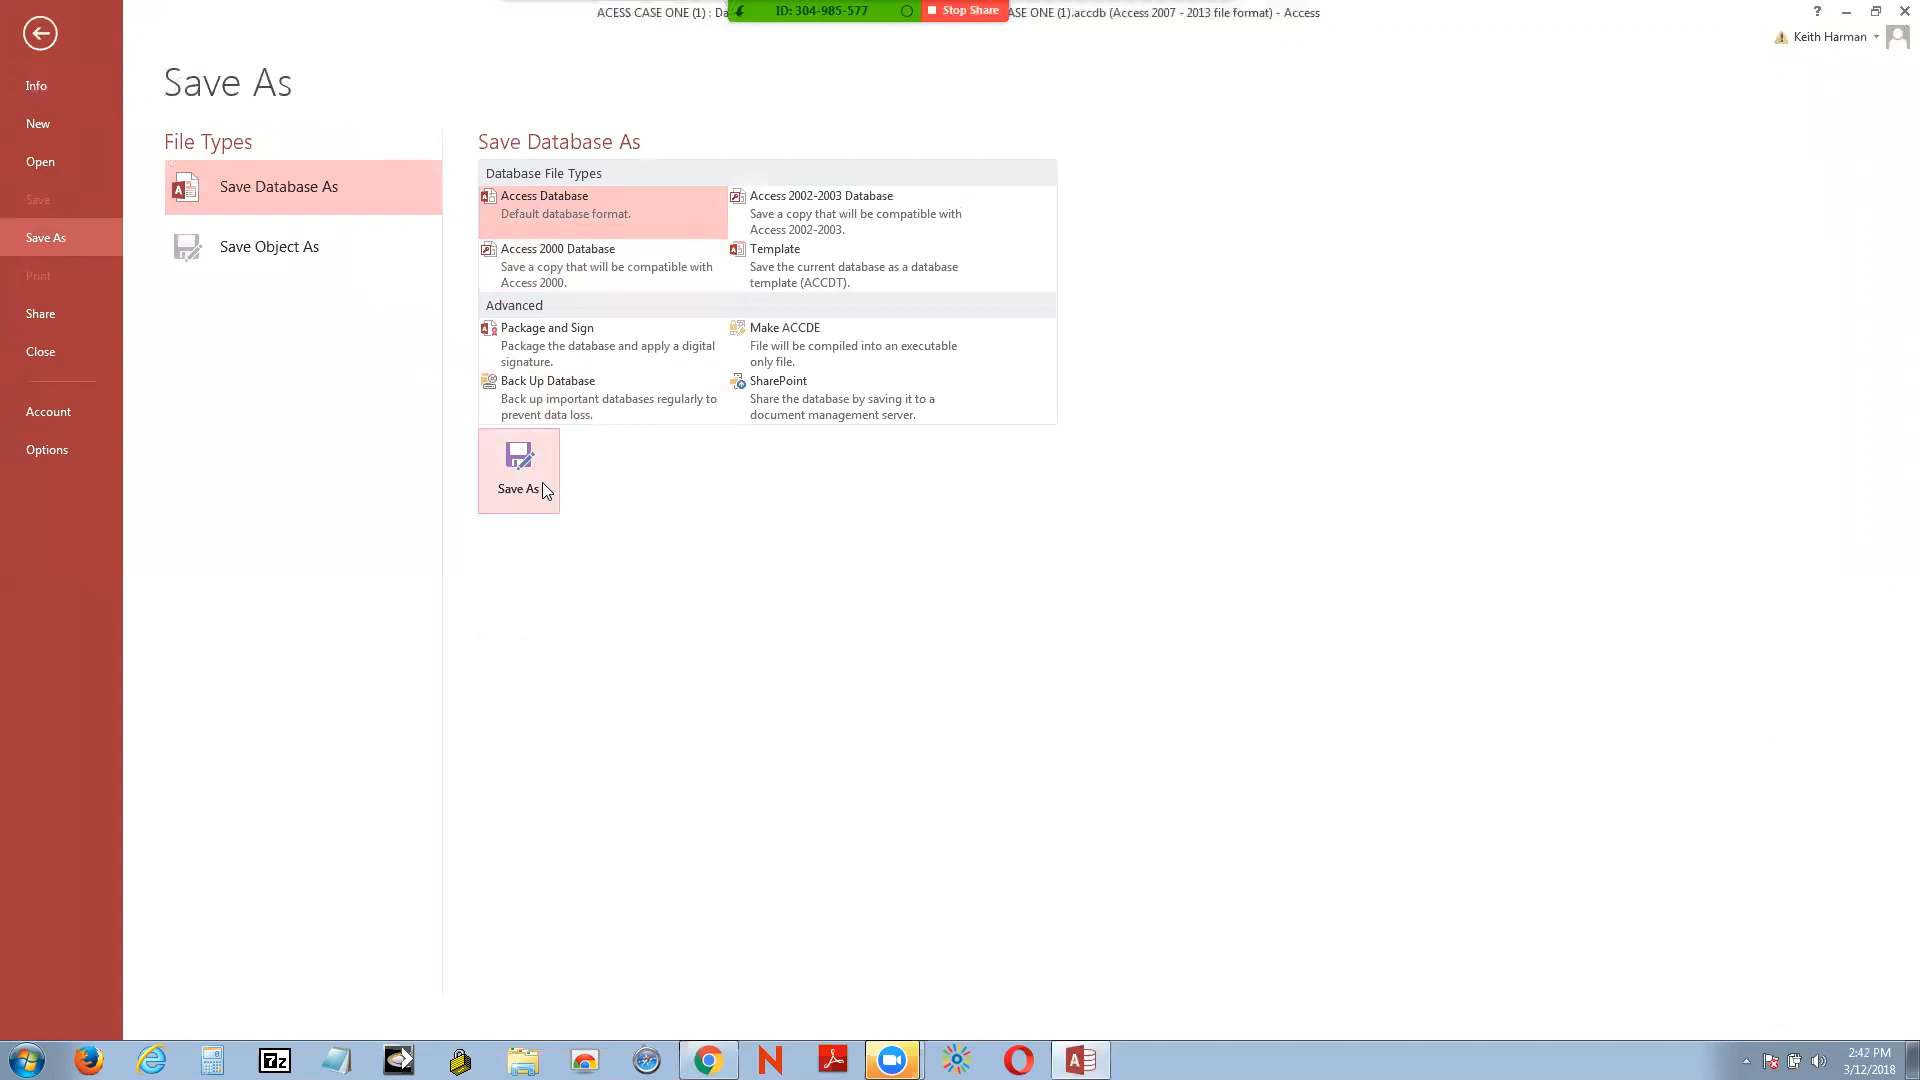 ACESS CASE ONE (1) : Da
ID: 304-985-577
Stop Share
ASE ONE (1).accdb (Access 2007 - 2013 file format) - Access
?
Keith Harman
Info
New
Open
Save
Save As
Print
Share
Close
Account
Options
Save As
File Types
Save Database As
Save Object As
Save Database As
Database File Types
Access Database
Default database format.
Access 2002-2003 Database
Save a copy that will be compatible with
Access 2002-2003.
Access 2000 Database
Save a copy that will be compatible with
Access 2000.
Template
Save the current database as a database
template (ACCDT).
Advanced
Package and Sign
Package the database and apply a digital
signature.
Make ACCDE
File will be compiled into an executable
only file.
Back Up Database
Back up important databases regularly to
prevent data loss.
SharePoint
Share the database by saving it to a
document management server.
Save As
7z
2:42 PM
3/12/2018